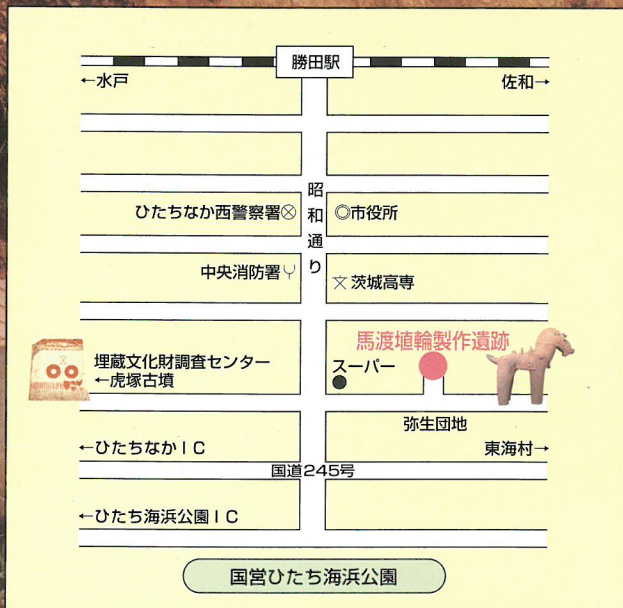 勝田駅
←水戸
佐和→
昭和通り
ひたちなか西警察署
市役所
中央消防署
茨城高専
馬渡埴輪製作遺跡
埋蔵文化財調査センター
←虎塚古墳
スーパー
弥生団地
←ひたちなかIC
東海村→
国道245号
←ひたち海浜公園IC
国営ひたち海浜公園